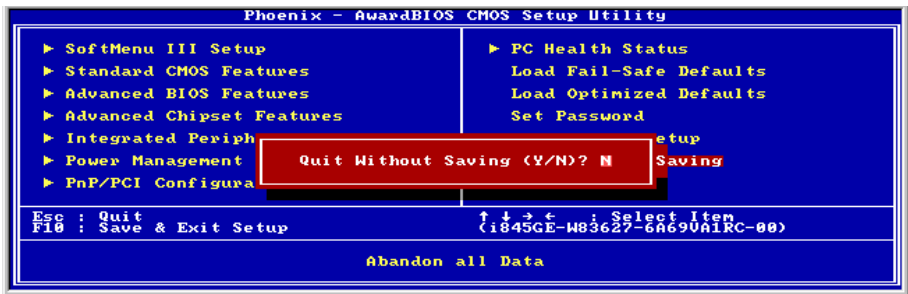 Phoenix - AwardBIOS CMOS Setup Utility
SoftMenu III Setup
Standard CMOS Features
Advanced BIOS Features
Advanced Chipset Features
Integrated Periph
Power Management
PnP/PCI Configura
PC Health Status
Load Fail-Safe Defaults
Load Optimized Defaults
Set Password
etup
Saving
Quit Without Saving (Y/N)? N
Esc : Quit
F10 : Save & Exit Setup
↑ ↓ → ← : Select Item
(i845GE-W83627-6A69VA1RC-00)
Abandon all Data